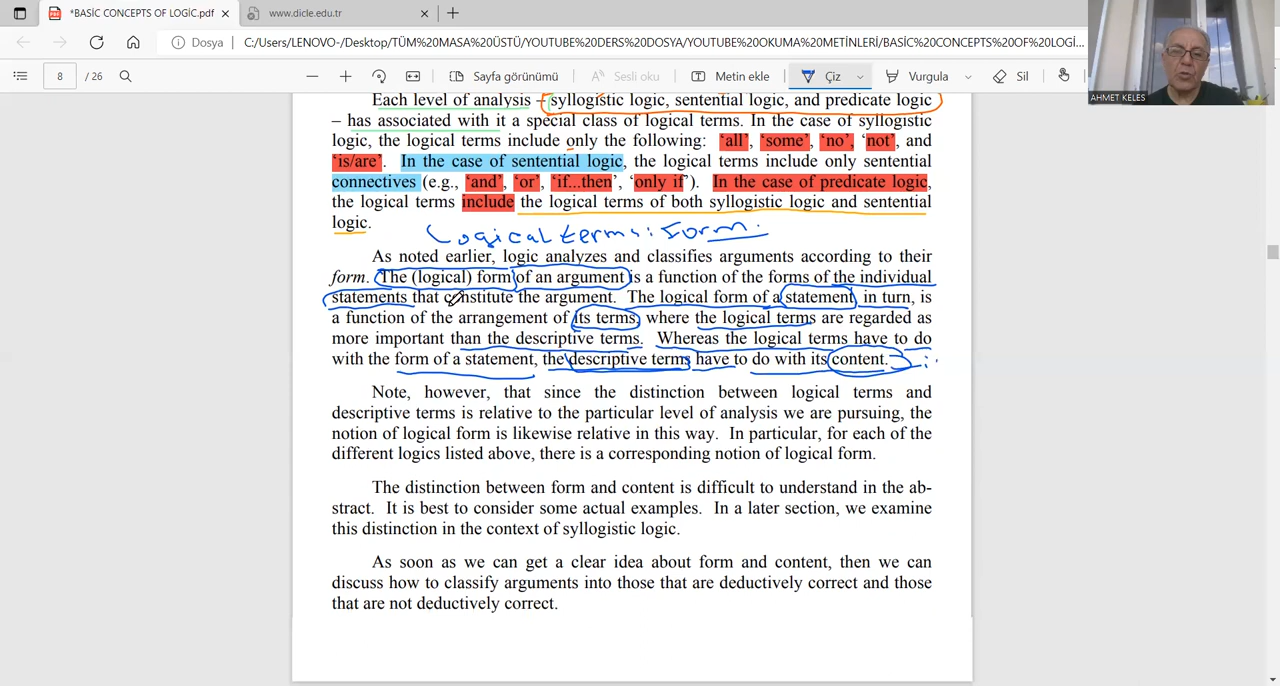 *BASİC CONCEPTS OF LOGİC.pdf
www.dicle.edu.tr
Dosya
C:/Users/LENOVO-/Desktop/TÜM%20MASA%20ÜSTÜ/YOUTUBE%20DERS%20DOSYA/YOUTUBE%20OKUMA%20METİNLERİ/BASİC%20CONCEPTS%20OF%20LOGİ...
8 / 26
Sayfa görünümü
Sesli oku
Metin ekle
Çiz
Vurgula
Sil
AHMET KELES
Each level of analysis – syllogistic logic, sentential logic, and predicate logic
– has associated with it a special class of logical terms. In the case of syllogistic
logic, the logical terms include only the following: ‘all’, ‘some’, ‘no’, ‘not’, and
‘is/are’. In the case of sentential logic, the logical terms include only sentential
connectives (e.g., ‘and’, ‘or’, ‘if...then’, ‘only if’). In the case of predicate logic,
the logical terms include the logical terms of both syllogistic logic and sentential
logic.
Logical terms: Form.
As noted earlier, logic analyzes and classifies arguments according to their
form. The (logical) form of an argument is a function of the forms of the individual
statements that constitute the argument. The logical form of a statement, in turn, is
a function of the arrangement of its terms, where the logical terms are regarded as
more important than the descriptive terms. Whereas the logical terms have to do
with the form of a statement, the descriptive terms have to do with its content.
Note, however, that since the distinction between logical terms and
descriptive terms is relative to the particular level of analysis we are pursuing, the
notion of logical form is likewise relative in this way. In particular, for each of the
different logics listed above, there is a corresponding notion of logical form.
The distinction between form and content is difficult to understand in the ab-
stract. It is best to consider some actual examples. In a later section, we examine
this distinction in the context of syllogistic logic.
As soon as we can get a clear idea about form and content, then we can
discuss how to classify arguments into those that are deductively correct and those
that are not deductively correct.